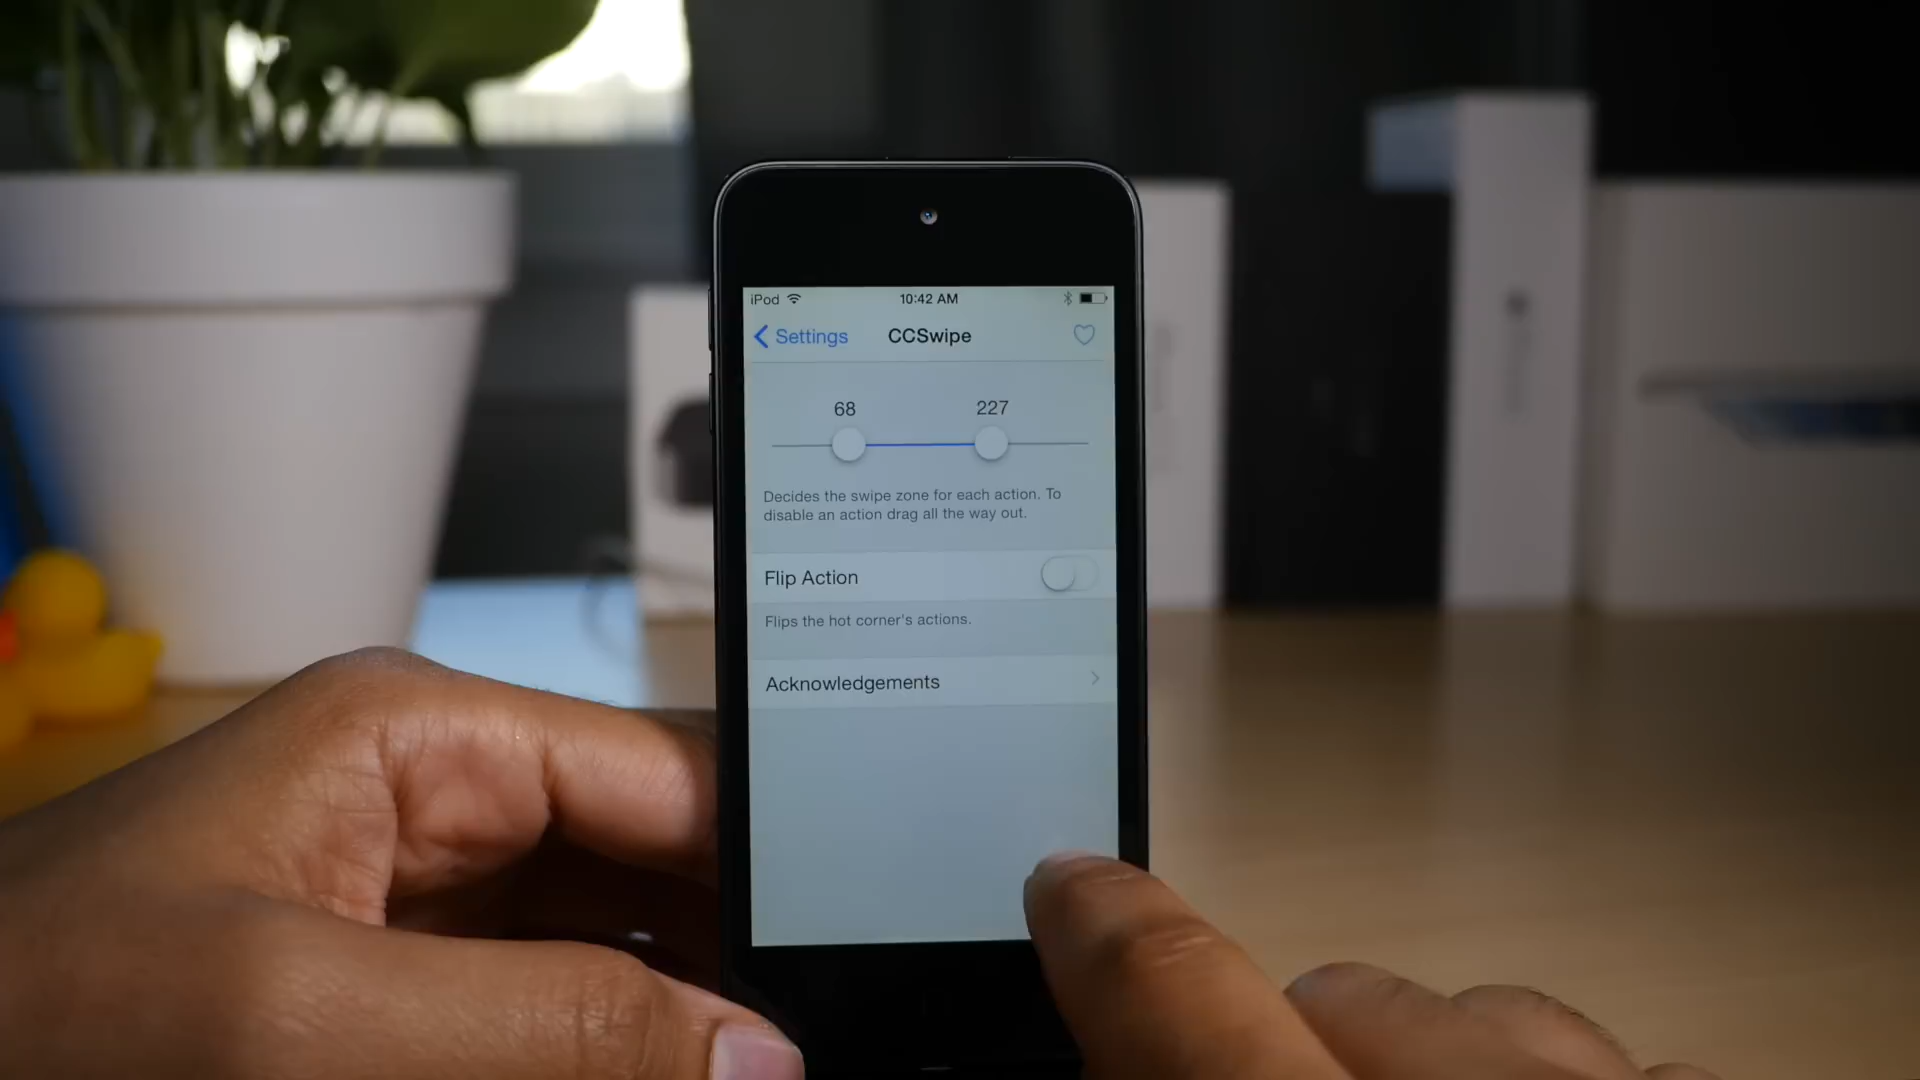 iPod 10:42 AM
Settings CCSwipe
68 227
Decides the swipe zone for each action. To
disable an action drag all the way out.
Flip Action
Flips the hot corner's actions.
Acknowledgements